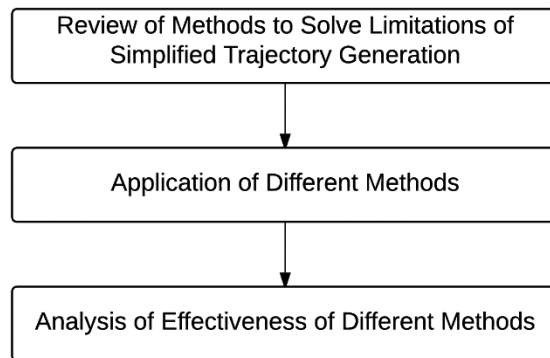 Review of Methods to Solve Limitations of
Simplified Trajectory Generation
Application of Different Methods
Analysis of Effectiveness of Different Methods